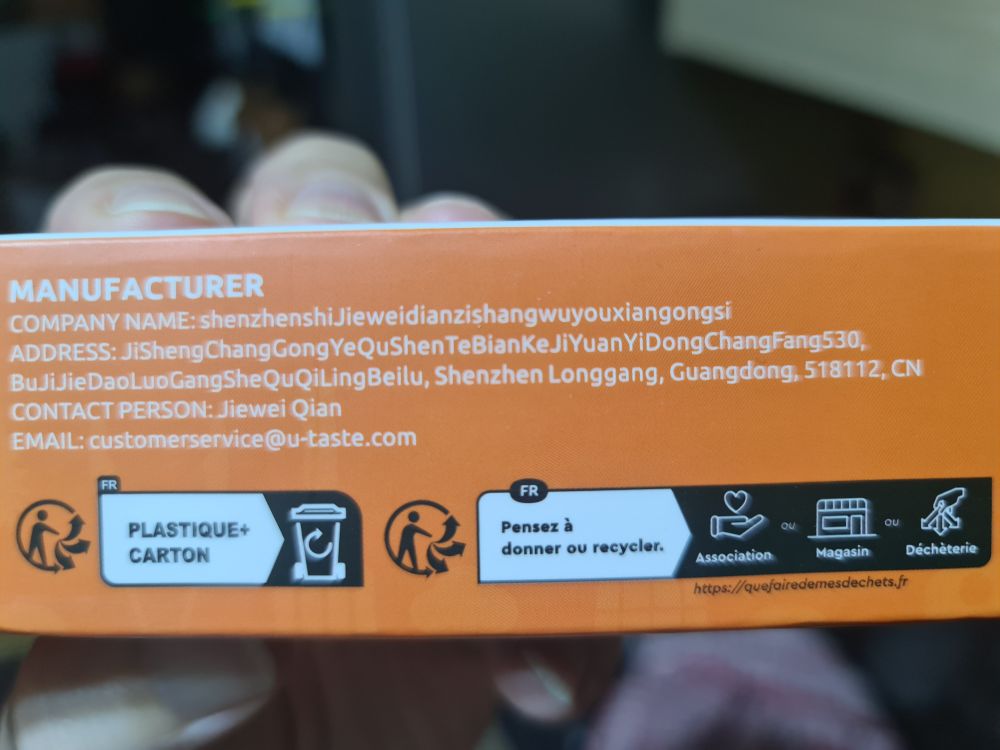 MANUFACTURER
COMPANY NAME: shenzhenshiJieweidianzishangwuyouxiangongsi
ADDRESS: JiShengChangGongYeQuShenTeBianKeJiYuanYiDongChangFang530,
BuJiJieDaoLuoGangSheQuQiLingBeilu, Shenzhen Longgang, Guangdong, 518112, CN
CONTACT PERSON: Jiewei Qian
EMAIL: customerservice@u-taste.com
FR
PLASTIQUE+
CARTON
FR
Pensez à
donner ou recycler.
Association
ou
Magasin
ou
Déchèterie
https://quefairedemesdechets.fr